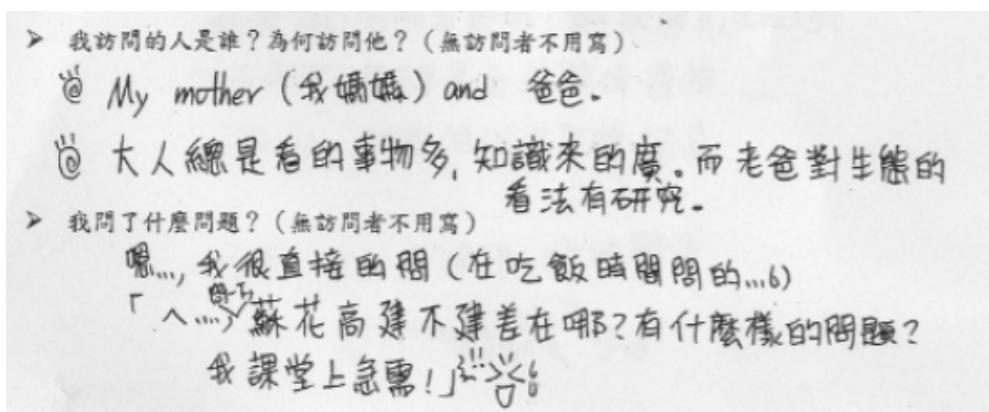 ➢ 我訪問的人是誰？為何訪問他？（無訪問者不用寫）
My mother (我媽媽) and 爸爸。
大人總是看的事物多, 知識來的廣。而老爸對生態的
看法有研究。
➢ 我問了什麼問題？（無訪問者不用寫）
嗯..., 我很直接的問 (在吃飯時間問的...6)
「ㄟ...,問一下蘇花高建不建差在哪?有什麼樣的問題?
我課堂上急需!」